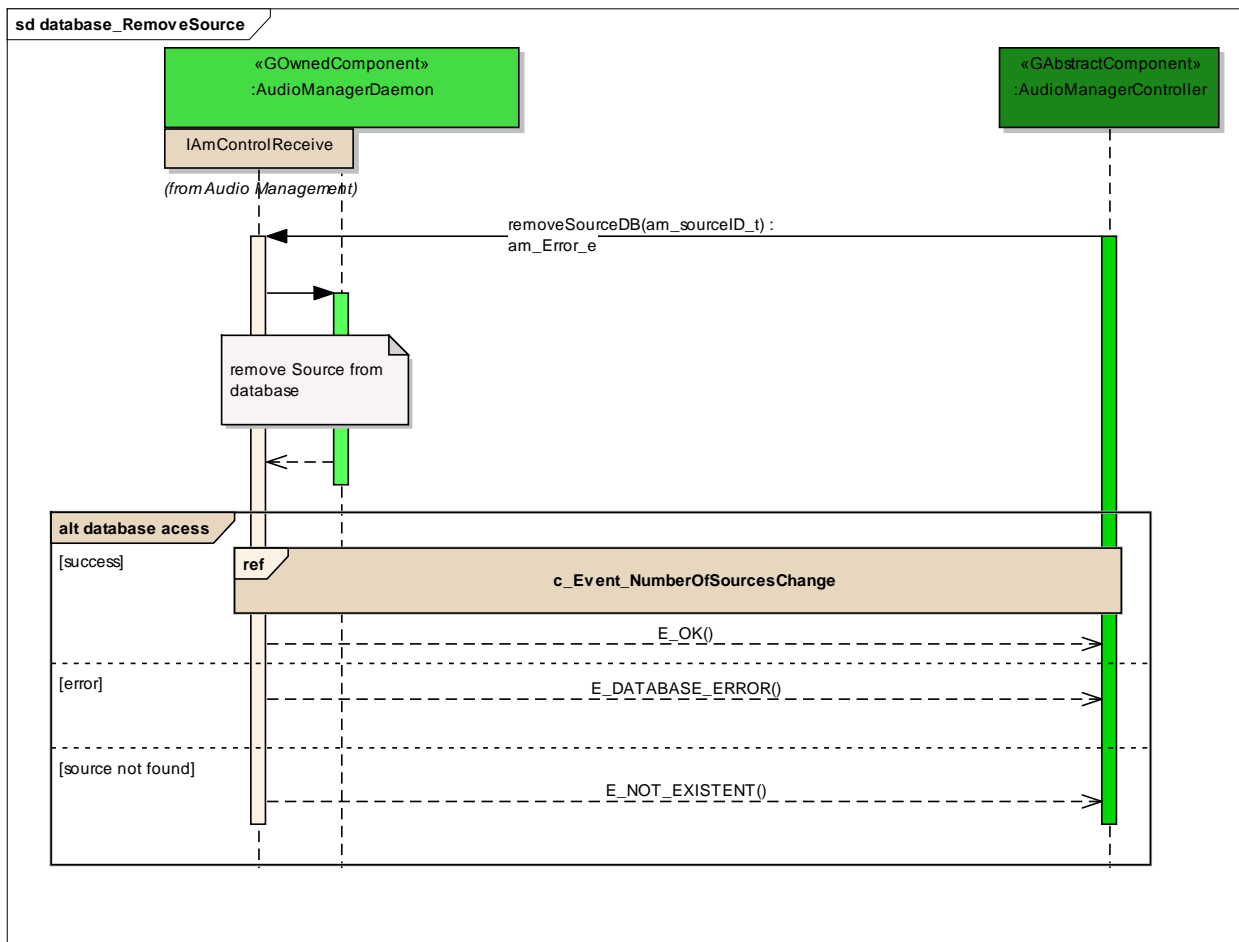 sd database_RemoveSource
«GOwnedComponent»
:AudioManagerDaemon
«GAbstractComponent»
:AudioManagerController
IAmControlReceive
(from Audio Management)
removeSourceDB(am_sourceID_t) :
am_Error_e
remove Source from
database
alt database acess
[success]
ref
c_Event_NumberOfSourcesChange
E_OK()
[error]
E_DATABASE_ERROR()
[source not found]
E_NOT_EXISTENT()